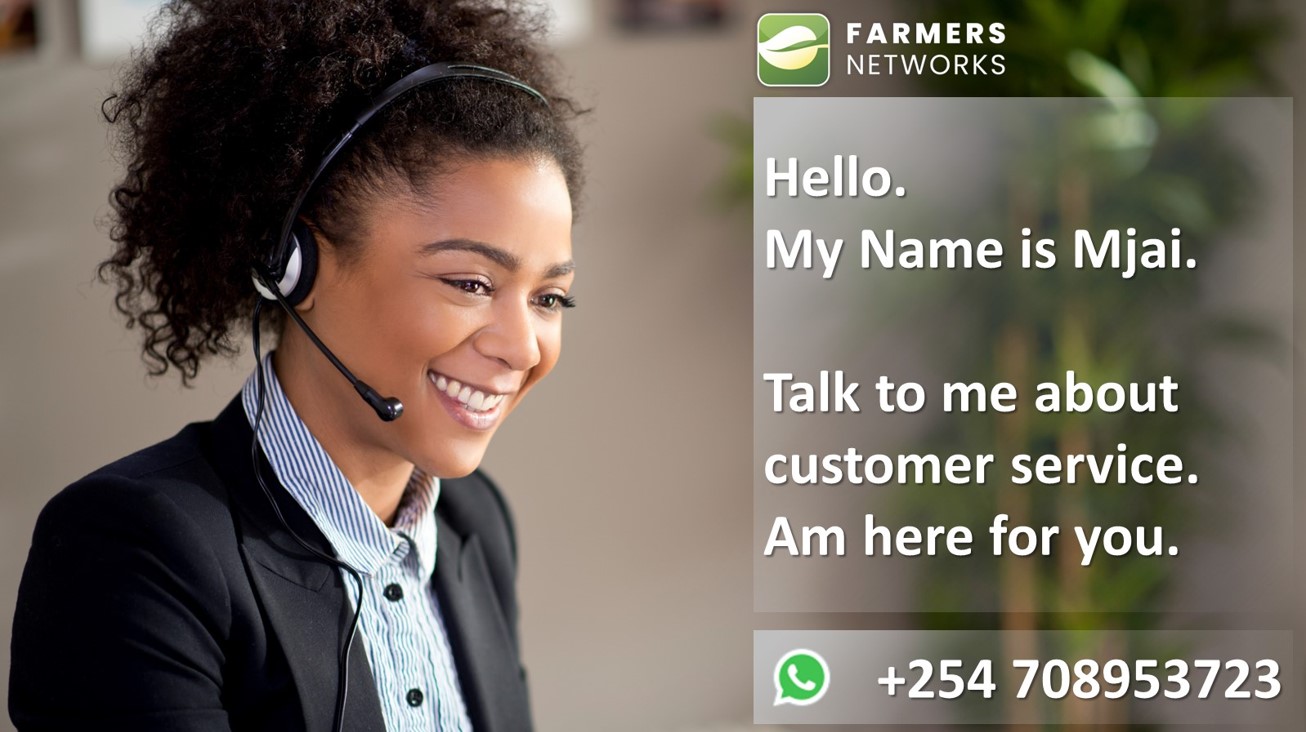 FARMERS
NETWORKS
Hello.
My Name is Mjai.
Talk to me about
customer service.
Am here for you.
+254 708953723